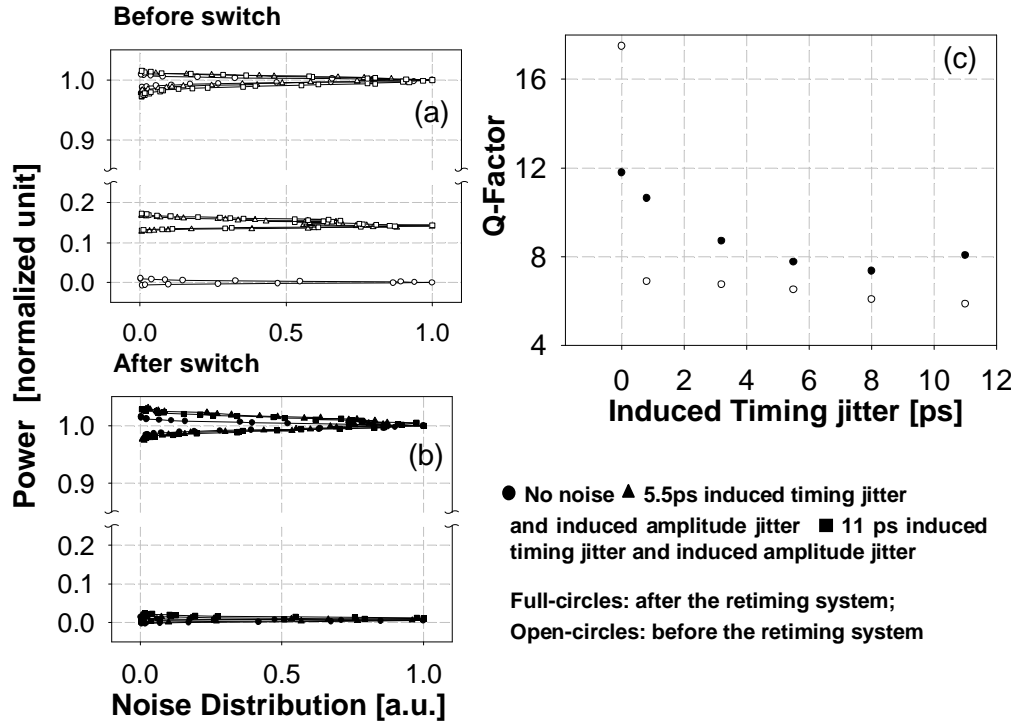 Before switch
1.0
0.9
0.2
0.1
0.0
(a)
0.0 0.5 1.0
After switch
1.0
0.9
0.2
0.1
0.0
(b)
0.0 0.5 1.0
Noise Distribution [a.u.]
Power [normalized unit]
(c)
16
12
8
4
Q-Factor
0 2 4 6 8 10 12
Induced Timing jitter [ps]
No noise 5.5ps induced timing jitter
and induced amplitude jitter 11 ps induced
timing jitter and induced amplitude jitter
Full-circles: after the retiming system;
Open-circles: before the retiming system